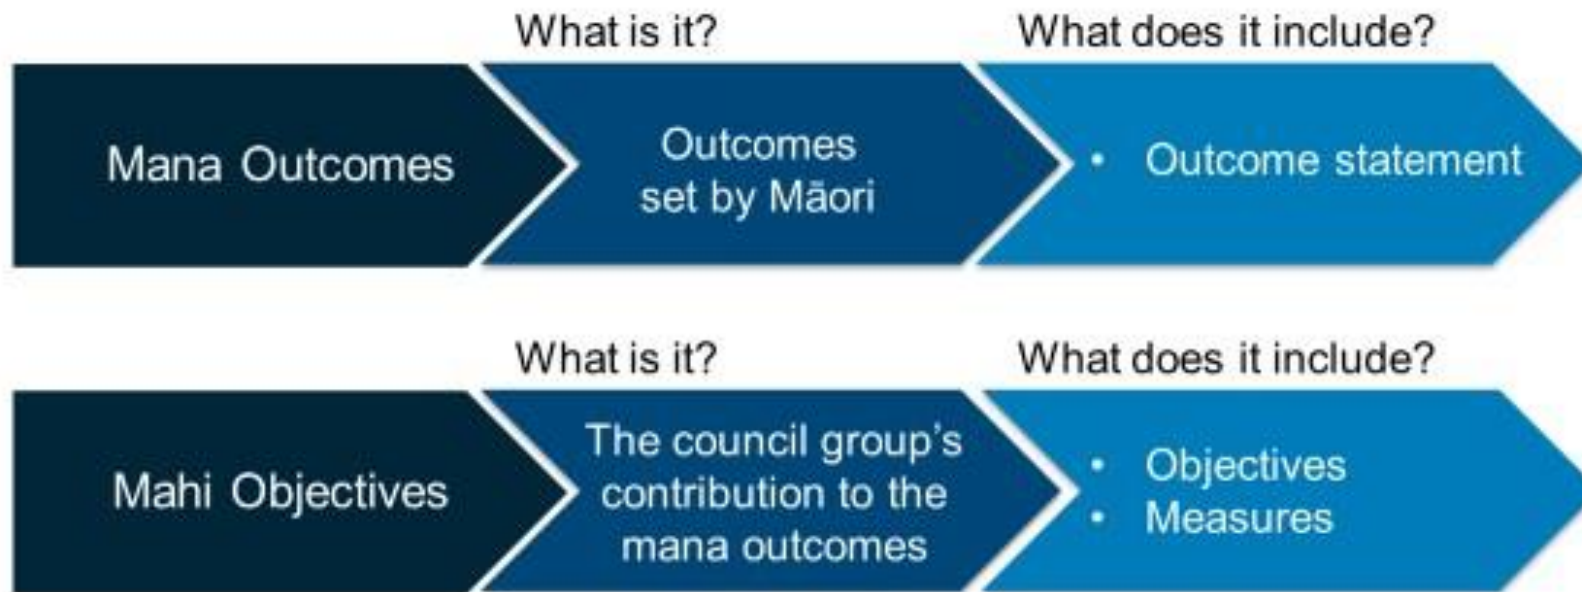 What is it?
What does it include?
Mana Outcomes
Outcomes
set by Māori
• Outcome statement
What is it?
What does it include?
Mahi Objectives
The council group’s
contribution to the
mana outcomes
• Objectives
• Measures